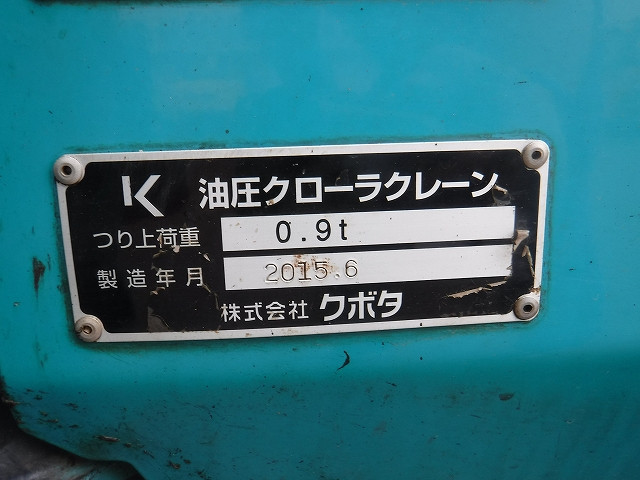 K 油圧クローラクレーン
つり上荷重 0.9t
製造年月 2015.6
株式会社 クボタ